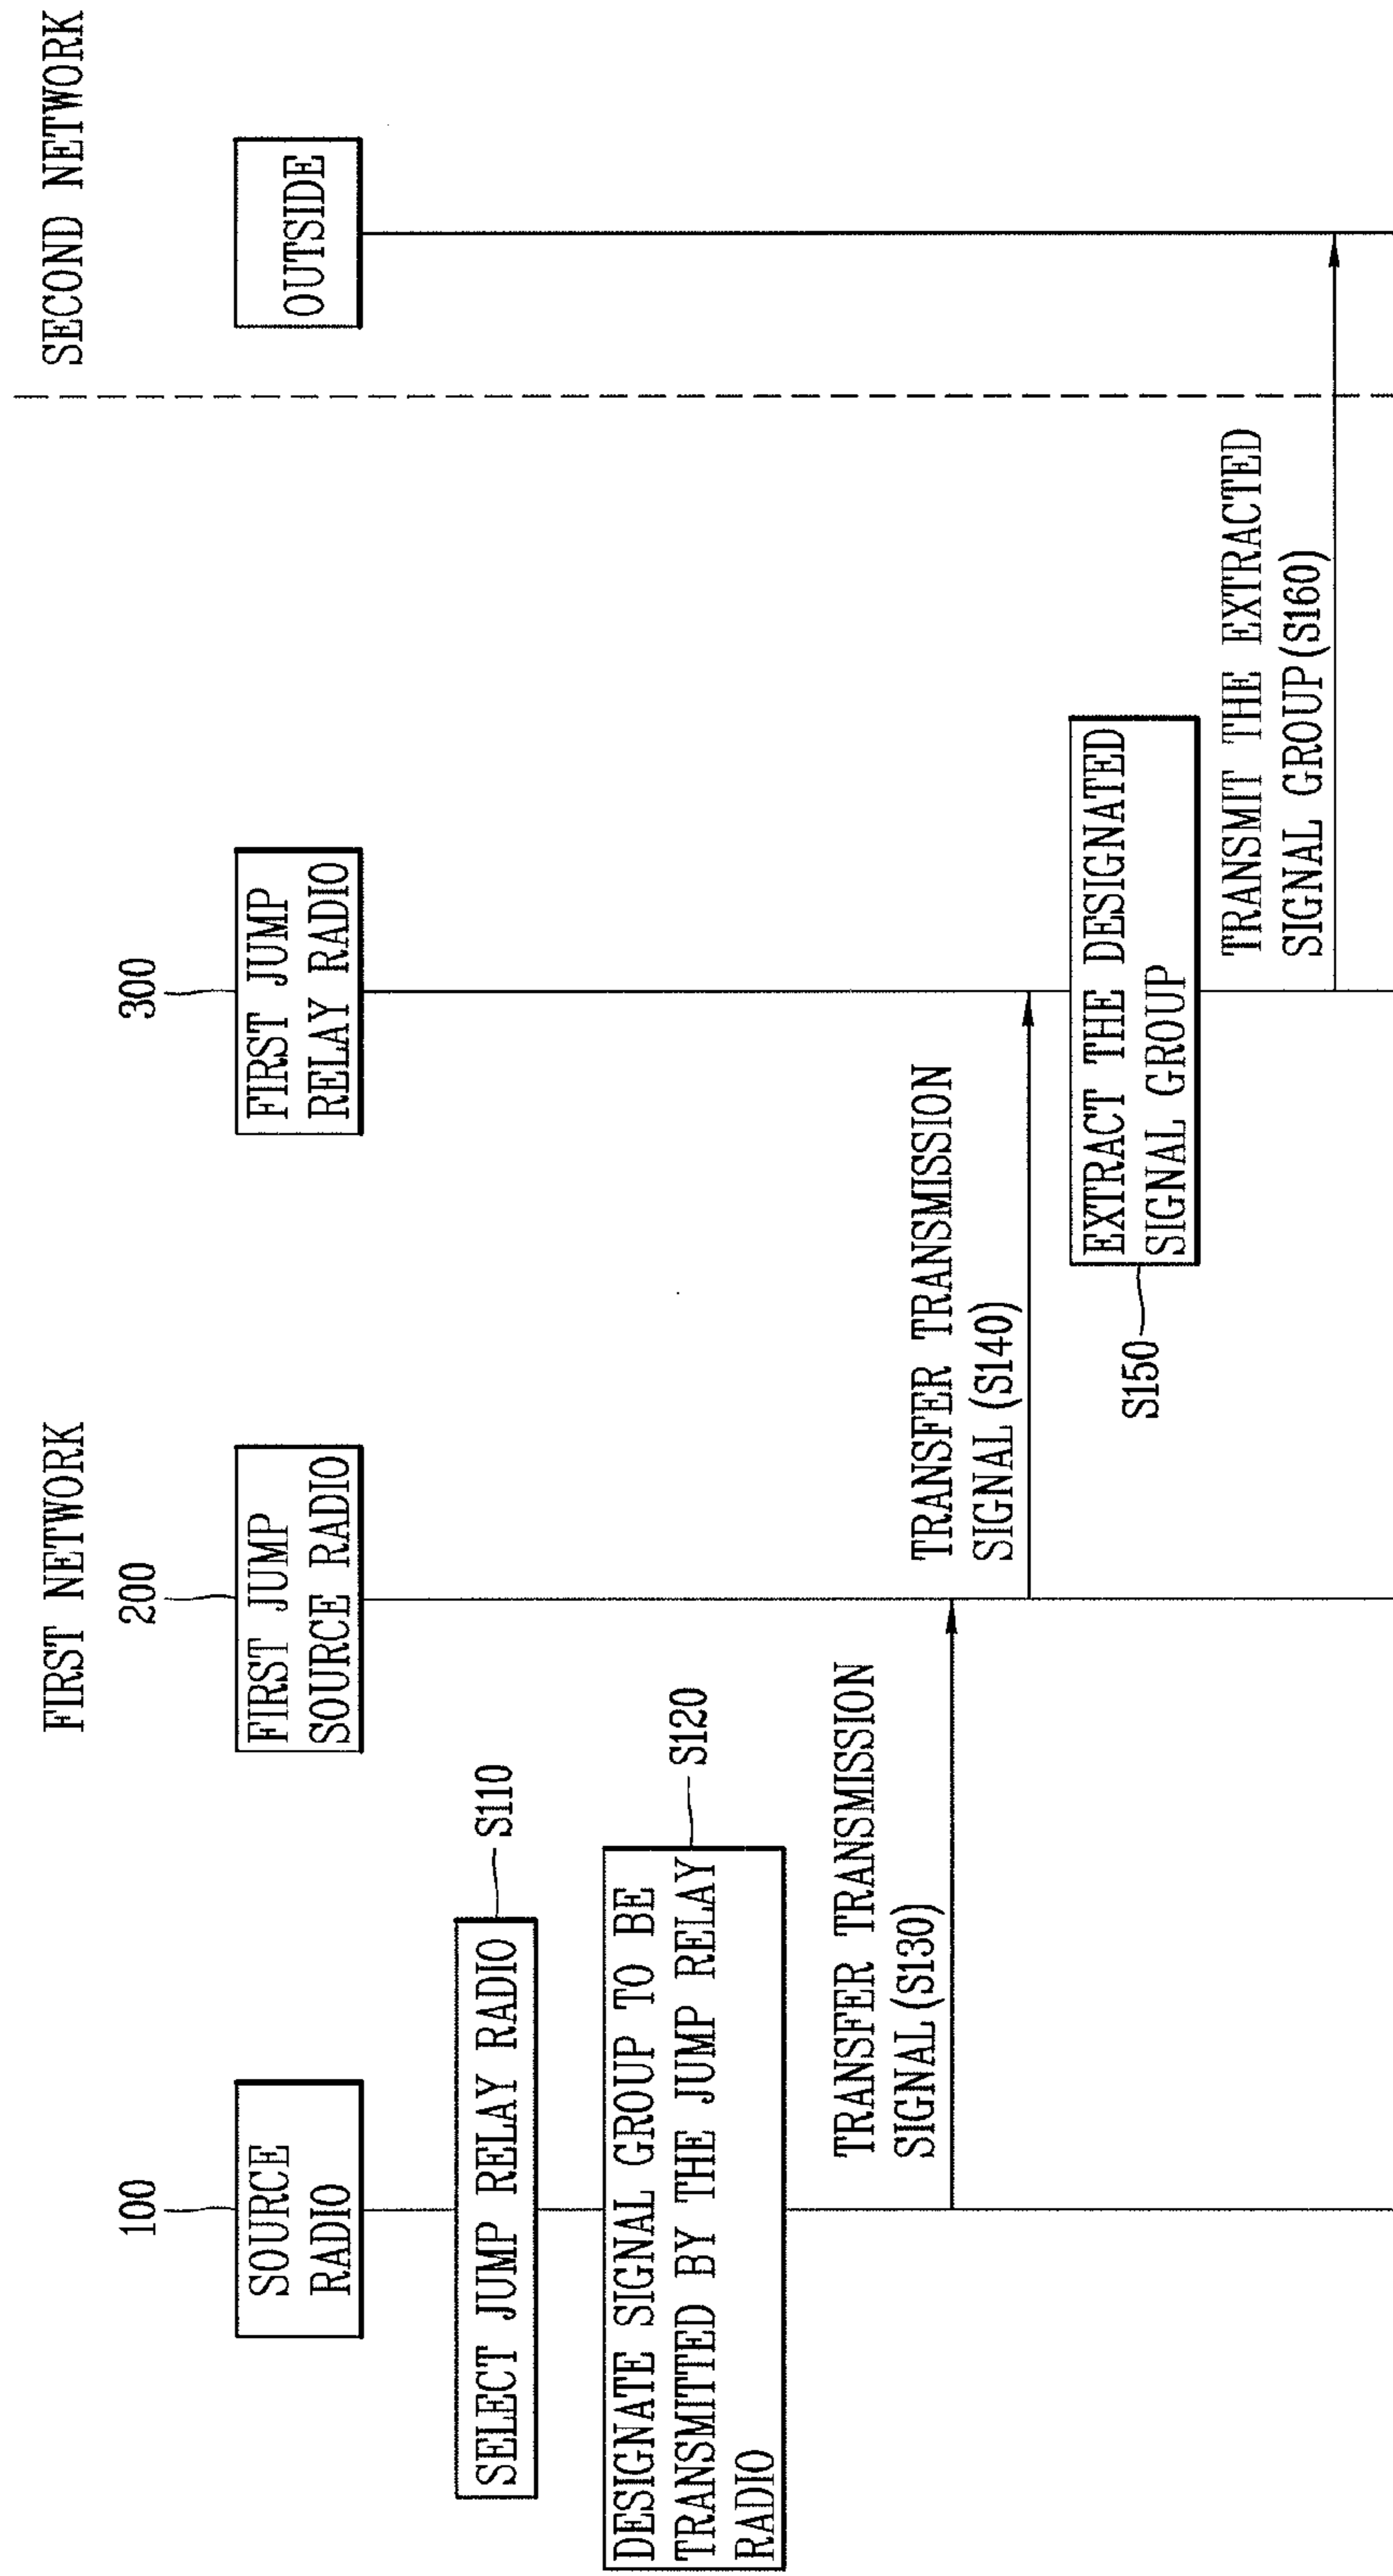 FIRST NETWORK
SECOND NETWORK
100
200
300
SOURCE
RADIO
FIRST JUMP
SOURCE RADIO
FIRST JUMP
RELAY RADIO
OUTSIDE
SELECT JUMP RELAY RADIO
S110
DESIGNATE SIGNAL GROUP TO BE
TRANSMITTED BY THE JUMP RELAY
RADIO
S120
TRANSFER TRANSMISSION
SIGNAL(S130)
TRANSFER TRANSMISSION
SIGNAL (S140)
S150
EXTRACT THE DESIGNATED
SIGNAL GROUP
TRANSMIT THE EXTRACTED
SIGNAL GROUP(S160)